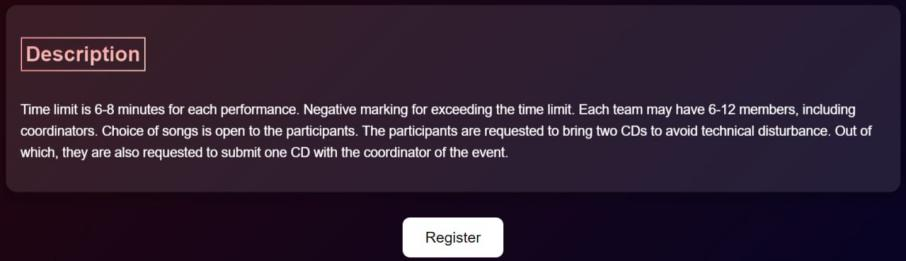 Description
Time limit is 6-8 minutes for each performance. Negative marking for exceeding the time limit. Each team may have 6-12 members, including
coordinators. Choice of songs is open to the participants. The participants are requested to bring two CDs to avoid technical disturbance. Out of
which, they are also requested to submit one CD with the coordinator of the event.
Register